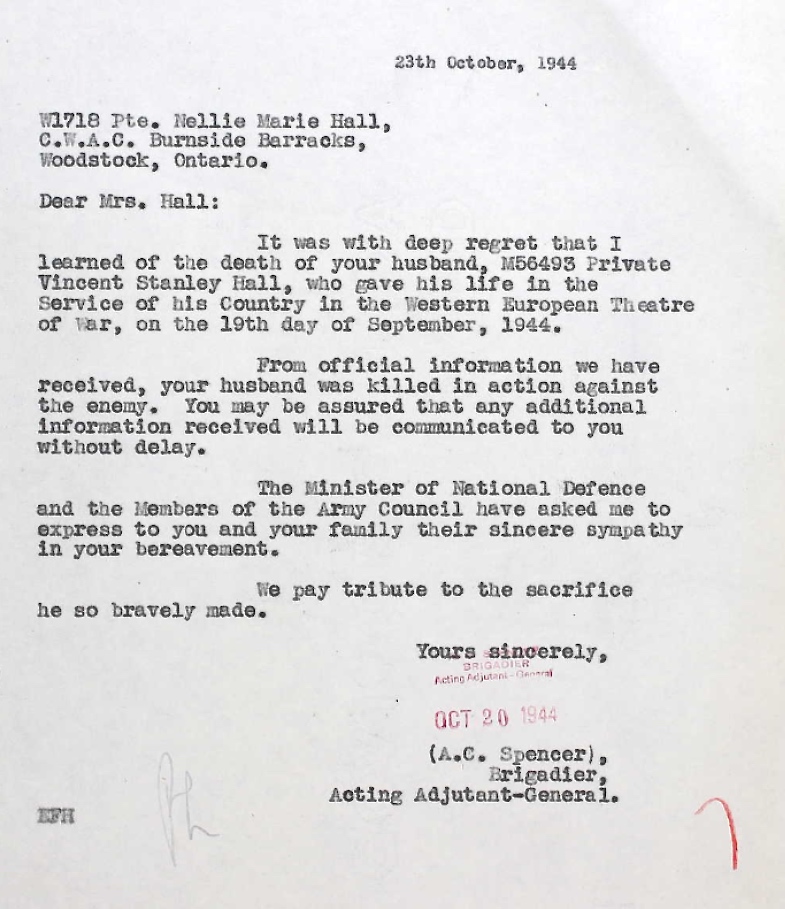 23th October, 1944
W1718 Pte. Nellie Marie Hall,
C.W.A.C. Burnside Barracks,
Woodstock, Ontario.
Dear Mrs. Hall:
It was with deep regret that I
learned of the death of your husband, M56493 Private
Vincent Stanley Hall, who gave his life in the
Service of his Country in the Western European Theatre
of War, on the 19th day of September, 1944.
From official information we have
received, your husband was killed in action against
the enemy. You may be assured that any additional
information received will be communicated to you
without delay.
The Minister of National Defence
and the Members of the Army Council have asked me to
express to you and your family their sincere sympathy
in your bereavement.
We pay tribute to the sacrifice
he so bravely made.
Yours sincerely,
BRIGADIER
Acting Adjutant-General
OCT 20 1944
(A.C. Spencer),
Brigadier,
Acting Adjutant-General.
EFH